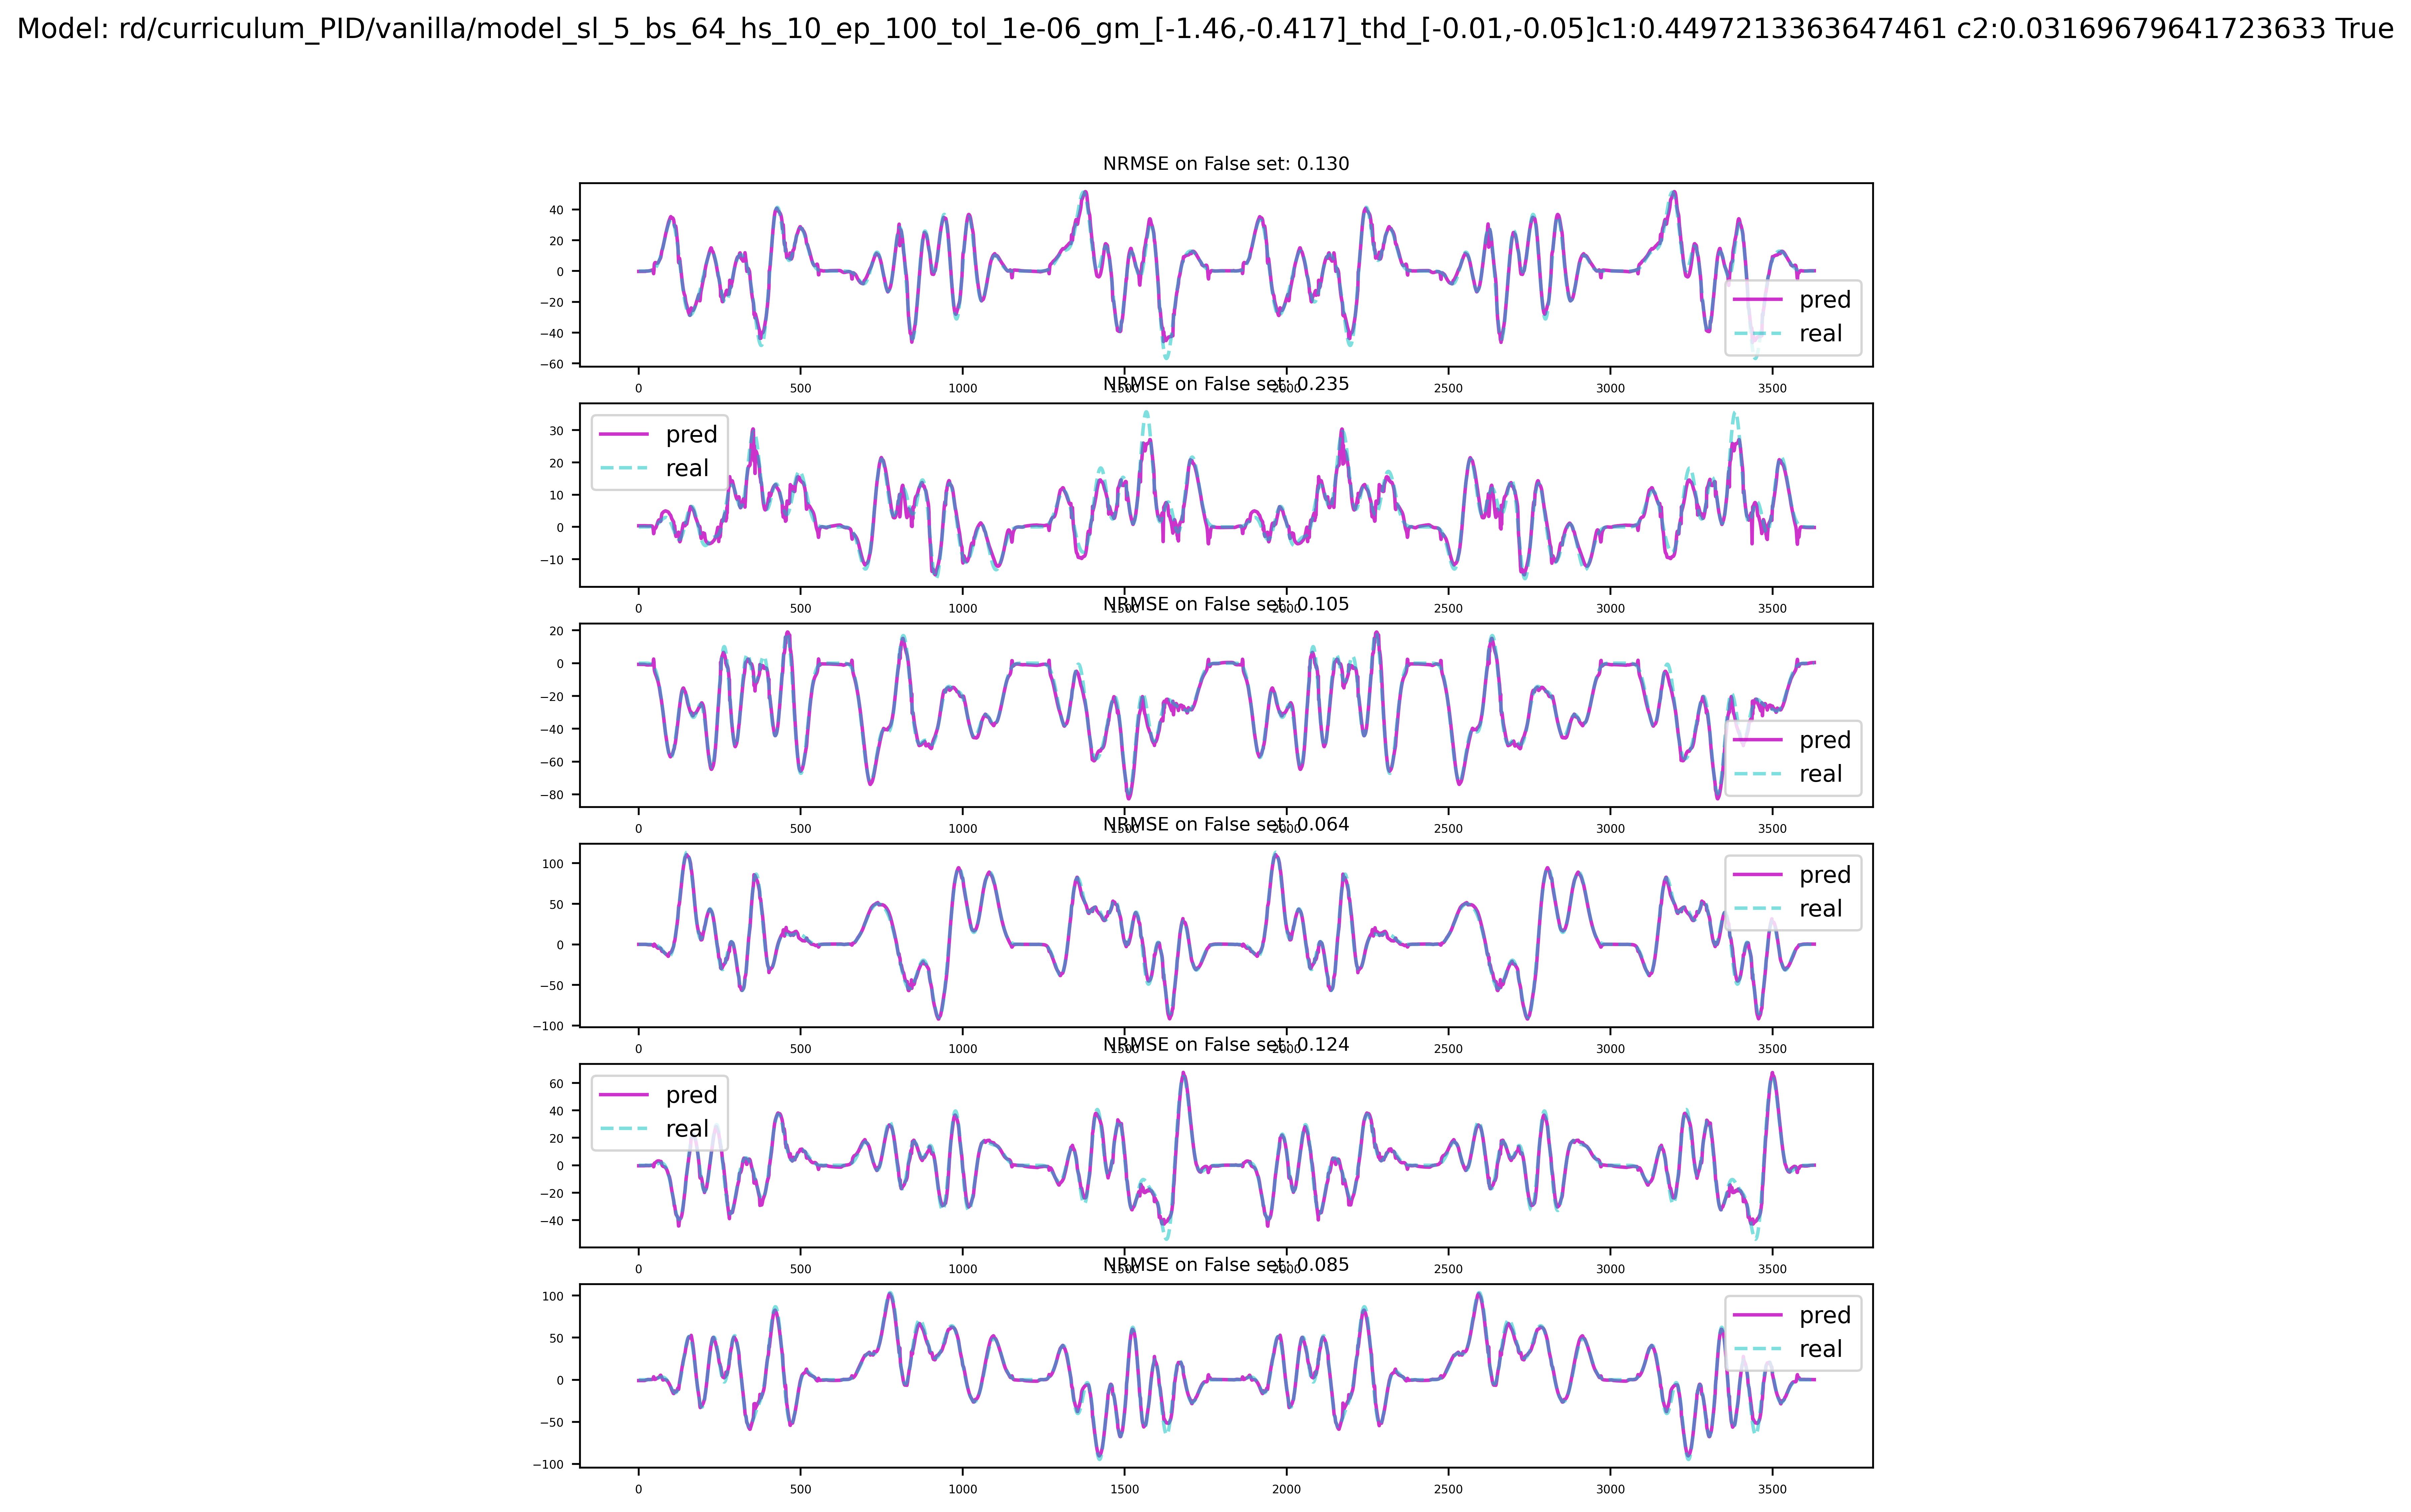 Model: rd/curriculum_PID/vanilla/model_sl_5_bs_64_hs_10_ep_100_tol_1e-06_gm_[-1.46,-0.417]_thd_[-0.01,-0.05]c1:0.4497213363647461 c2:0.03169679641723633 True
NRMSE on False set: 0.130
40
20
0
−20
−40
−60
pred
real
0 500 1000 1500 2000 2500 3000 3500
NRMSE on False set: 0.235
30
20
10
0
−10
pred
real
0 500 1000 1500 2000 2500 3000 3500
NRMSE on False set: 0.105
20
0
−20
−40
−60
−80
pred
real
0 500 1000 1500 2000 2500 3000 3500
NRMSE on False set: 0.064
100
50
0
−50
−100
pred
real
0 500 1000 1500 2000 2500 3000 3500
NRMSE on False set: 0.124
60
40
20
0
−20
−40
pred
real
0 500 1000 1500 2000 2500 3000 3500
NRMSE on False set: 0.085
100
50
0
−50
−100
pred
real
0 500 1000 1500 2000 2500 3000 3500